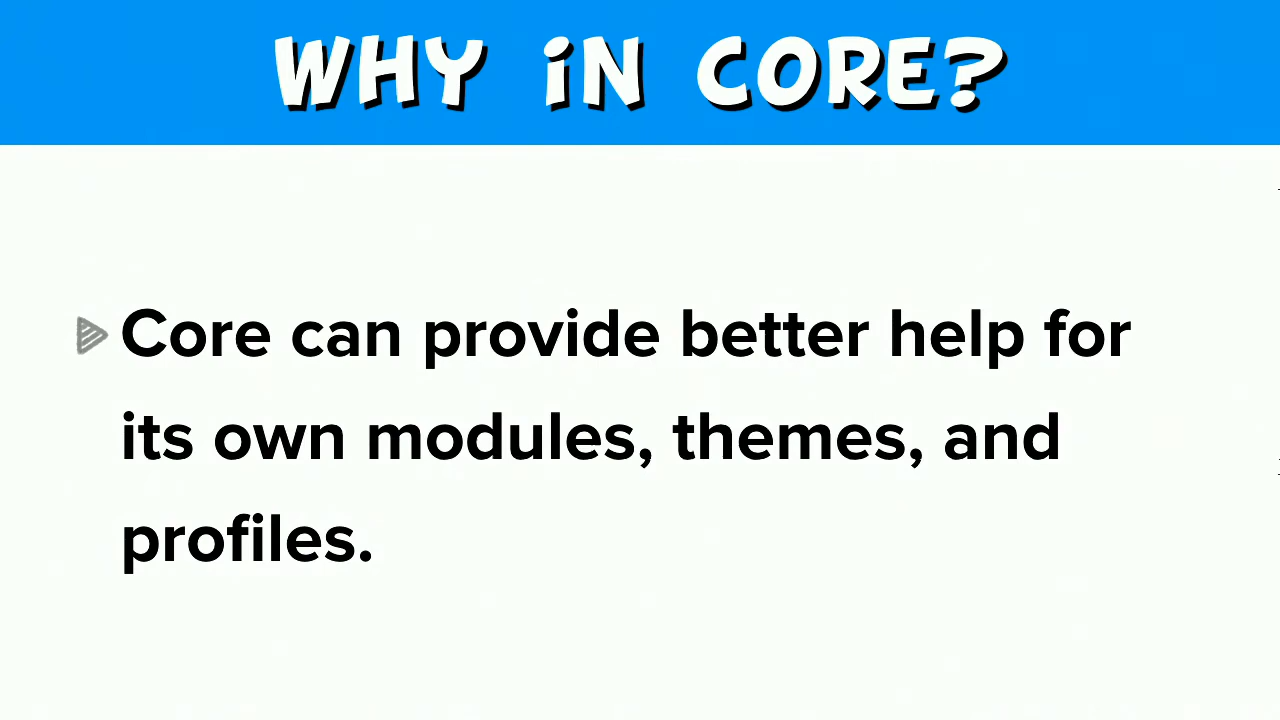 WHY IN CORE?
Core can provide better help for
its own modules, themes, and
profiles.